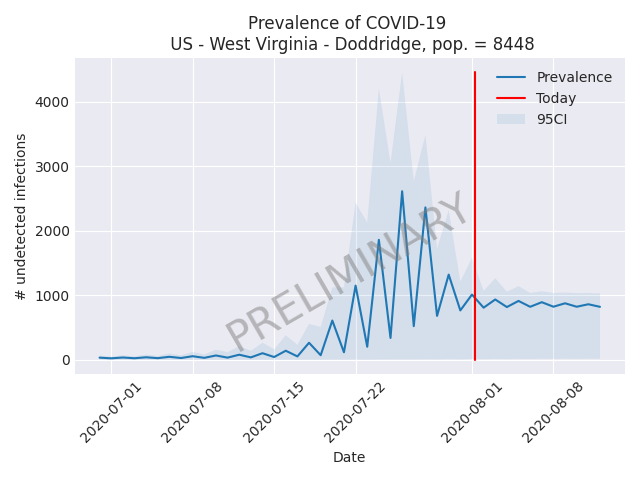 Prevalence of COVID-19
US - West Virginia - Doddridge, pop. = 8448
Prevalence
Today
95CI
4000
3000
2000
1000
0
# undetected infections
PRELIMINARY
2020-07-01
2020-07-08
2020-07-15
2020-07-22
2020-08-01
2020-08-08
Date